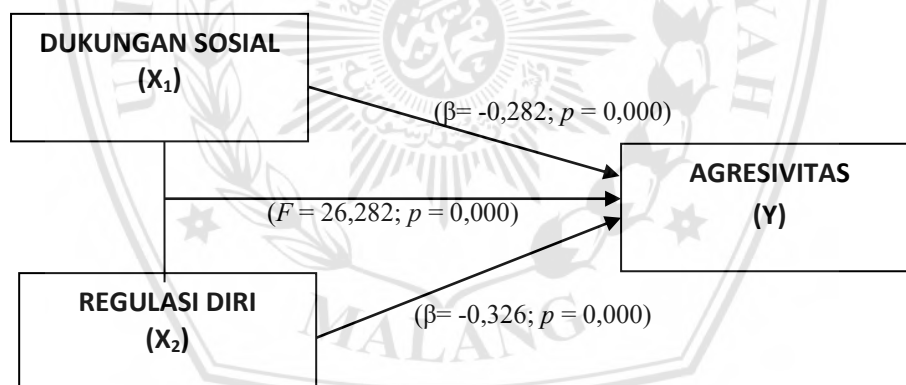 DUKUNGAN SOSIAL
(X₁)
(β= -0,282; p = 0,000)
AGRESIVITAS
(Y)
(F = 26,282; p = 0,000)
REGULASI DIRI
(X₂)
(β= -0,326; p = 0,000)
MALANG